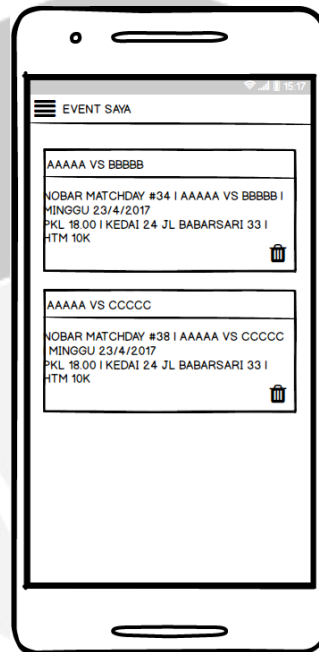 15:17
EVENT SAYA
AAAAA VS BBBBB
NOBAR MATCHDAY #34 | AAAAA VS BBBBB |
MINGGU 23/4/2017
PKL 18.00 | KEDAI 24 JL BABARSARI 33 |
HTM 10K
AAAAA VS CCCCC
NOBAR MATCHDAY #38 | AAAAA VS CCCCC
| MINGGU 23/4/2017
PKL 18.00 | KEDAI 24 JL BABARSARI 33 |
HTM 10K